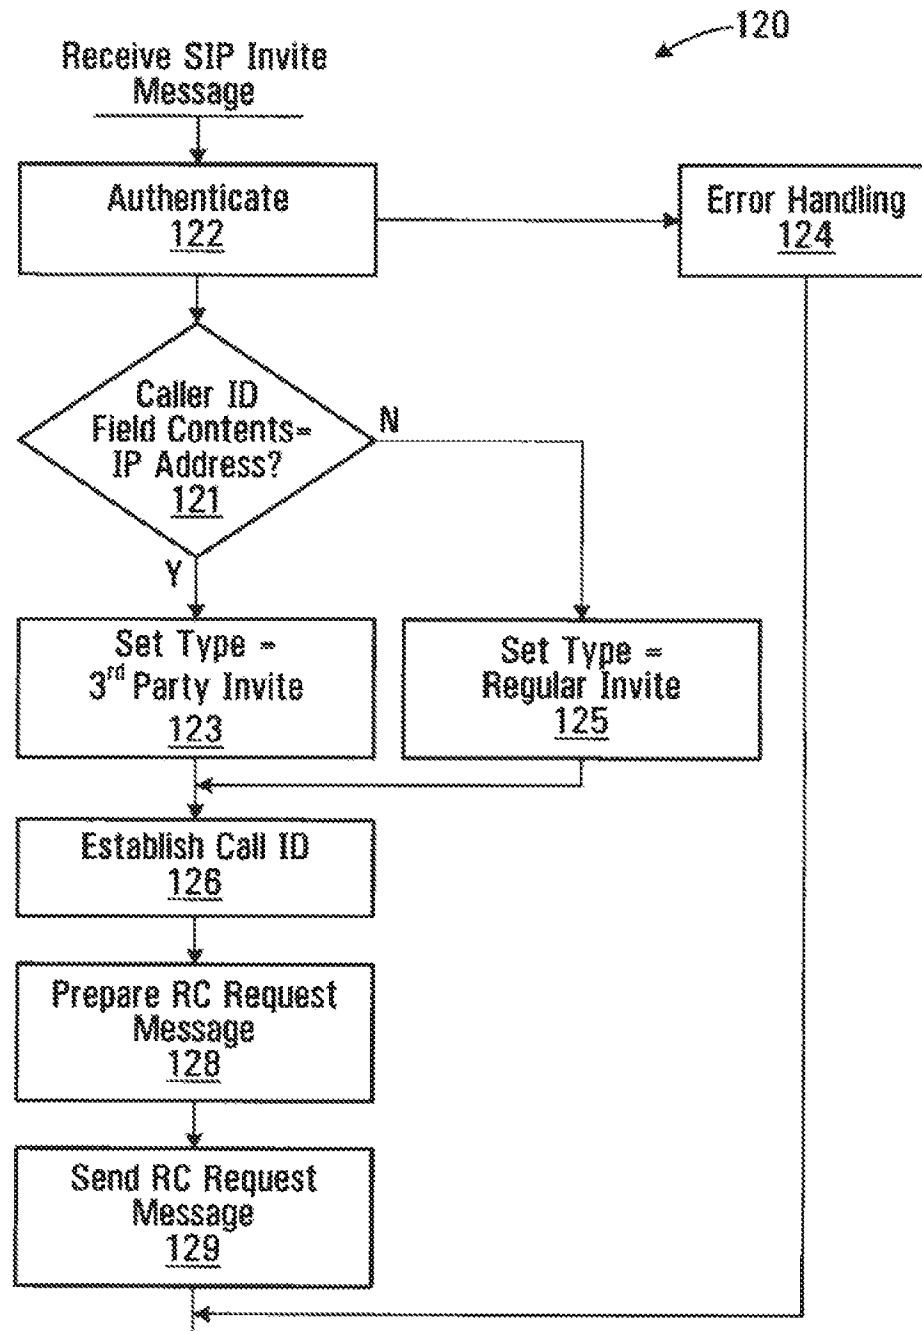 120
Receive SIP Invite
Message
Authenticate
122
Error Handling
124
Caller ID
Field Contents=
IP Address?
121
N
Y
Set Type =
3rd Party Invite
123
Set Type =
Regular Invite
125
Establish Call ID
126
Prepare RC Request
Message
128
Send RC Request
Message
129